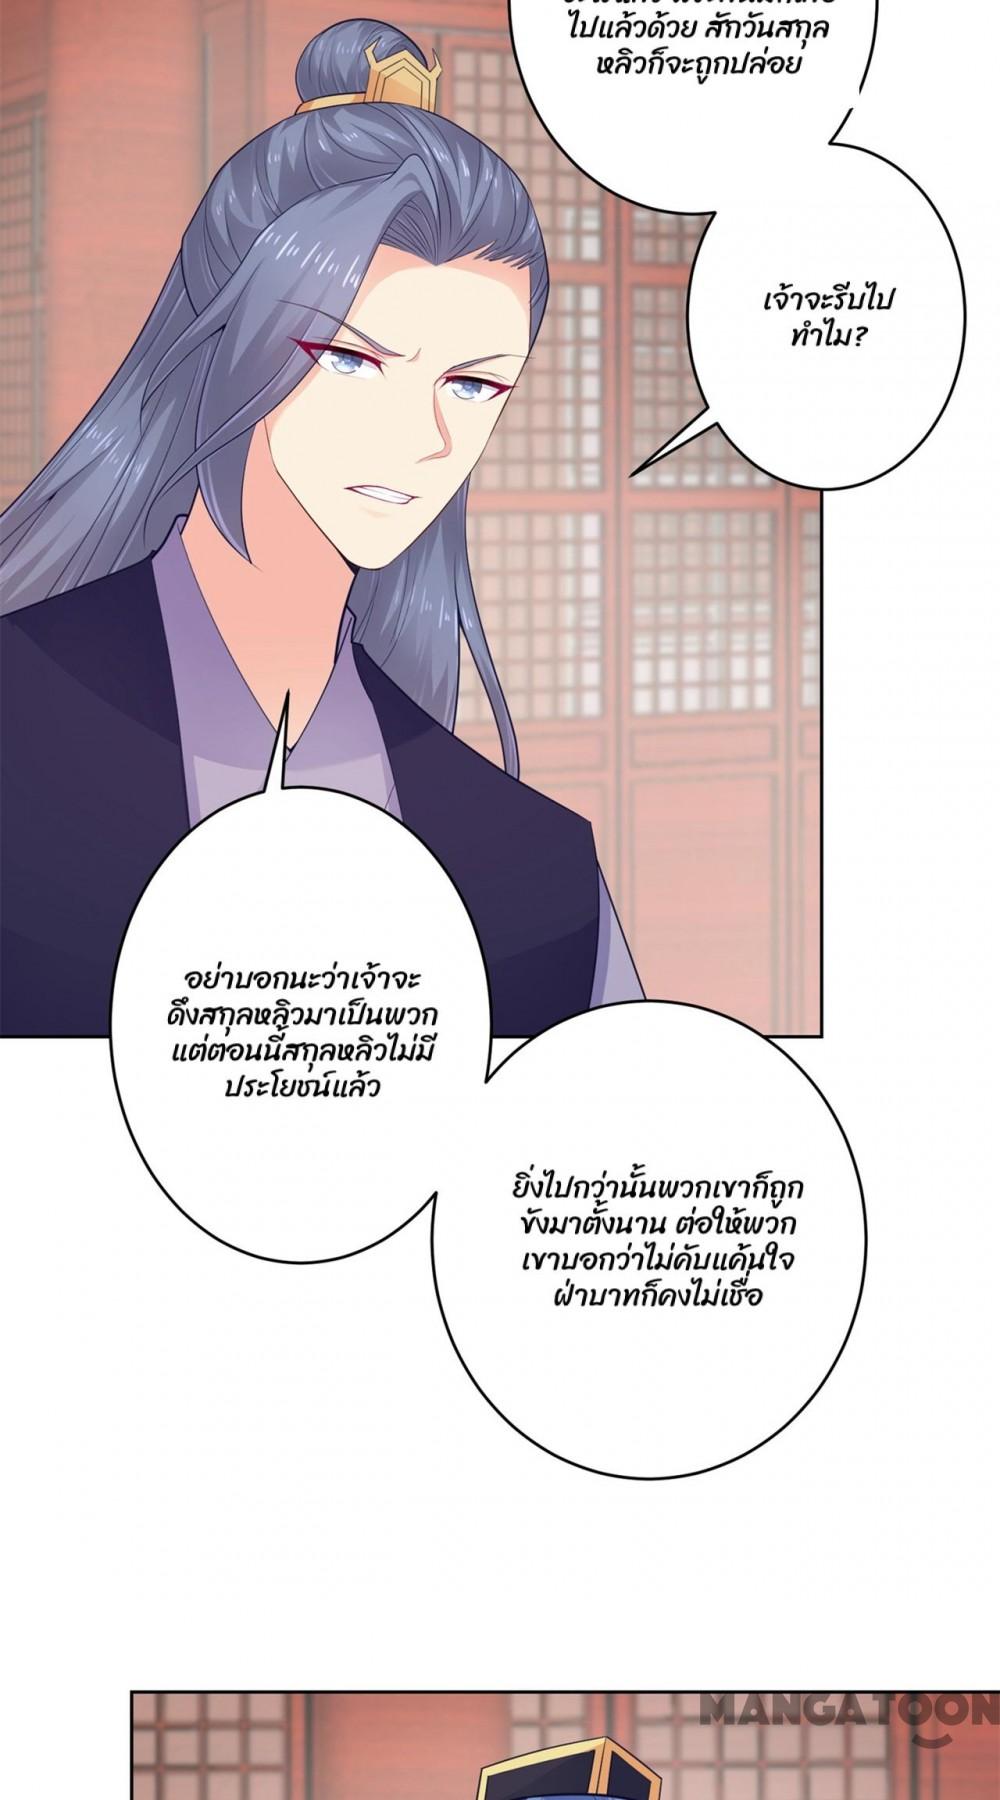 ไปแล้วด้วย สักวันสกุล
หลิวก็จะถูกปล่อย
เจ้าจะรีบไป
ทำไม?
อย่าบอกนะว่าเจ้าจะ
ดึงสกุลหลิวมาเป็นพวก
แต่ตอนนี้สกุลหลิวไม่มี
ประโยชน์แล้ว
ยิ่งไปกว่านั้นพวกเขาก็ถูก
ขังมาตั้งนาน ต่อให้พวก
เขาบอกว่าไม่คับแค้นใจ
ฝ่าบาทก็คงไม่เชื่อ
MANGATOON